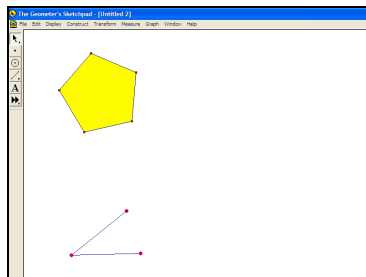 The Geometer's Sketchpad - [Untitled 2]
File Edit Display Construct Transform Measure Graph Window Help
A